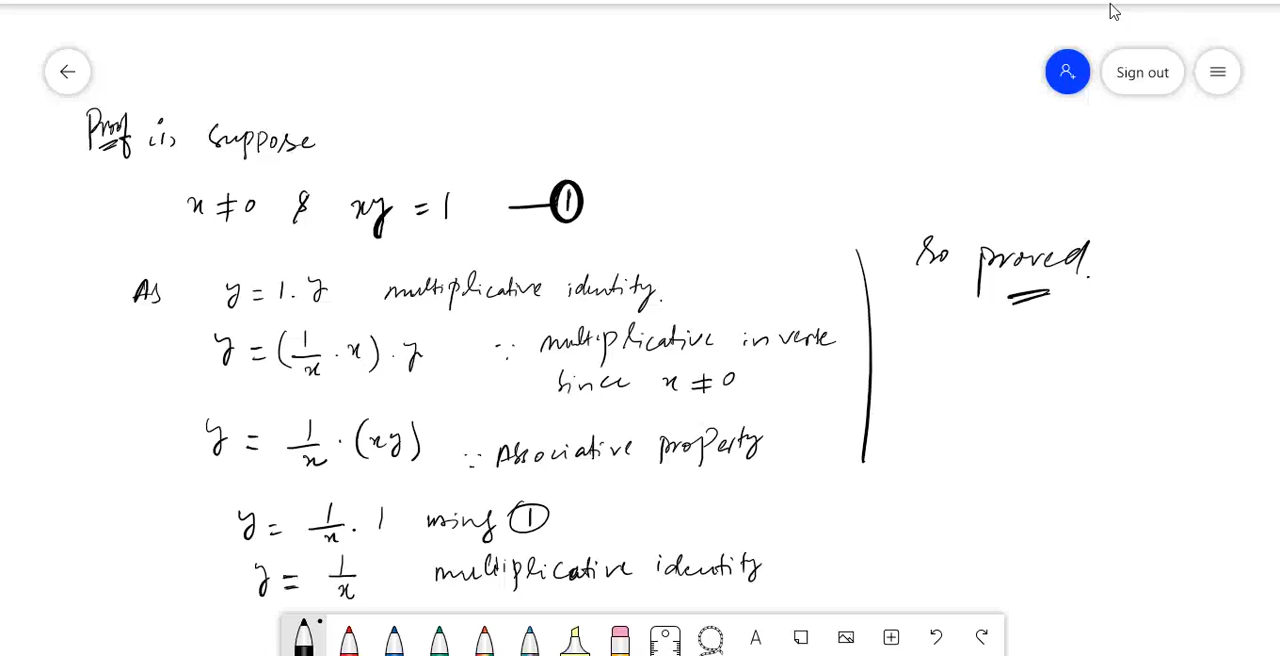 Sign out
Proof (i) Suppose
x ≠ 0 & xy = 1 — ①
As y = 1 . y multiplicative identity.
y = (1/x . x) . y ∵ multiplicative inverse
since x ≠ 0
y = 1/x . (xy) ∵ Associative property
y = 1/x . 1 using ①
y = 1/x multiplicative identity
So proved.
A